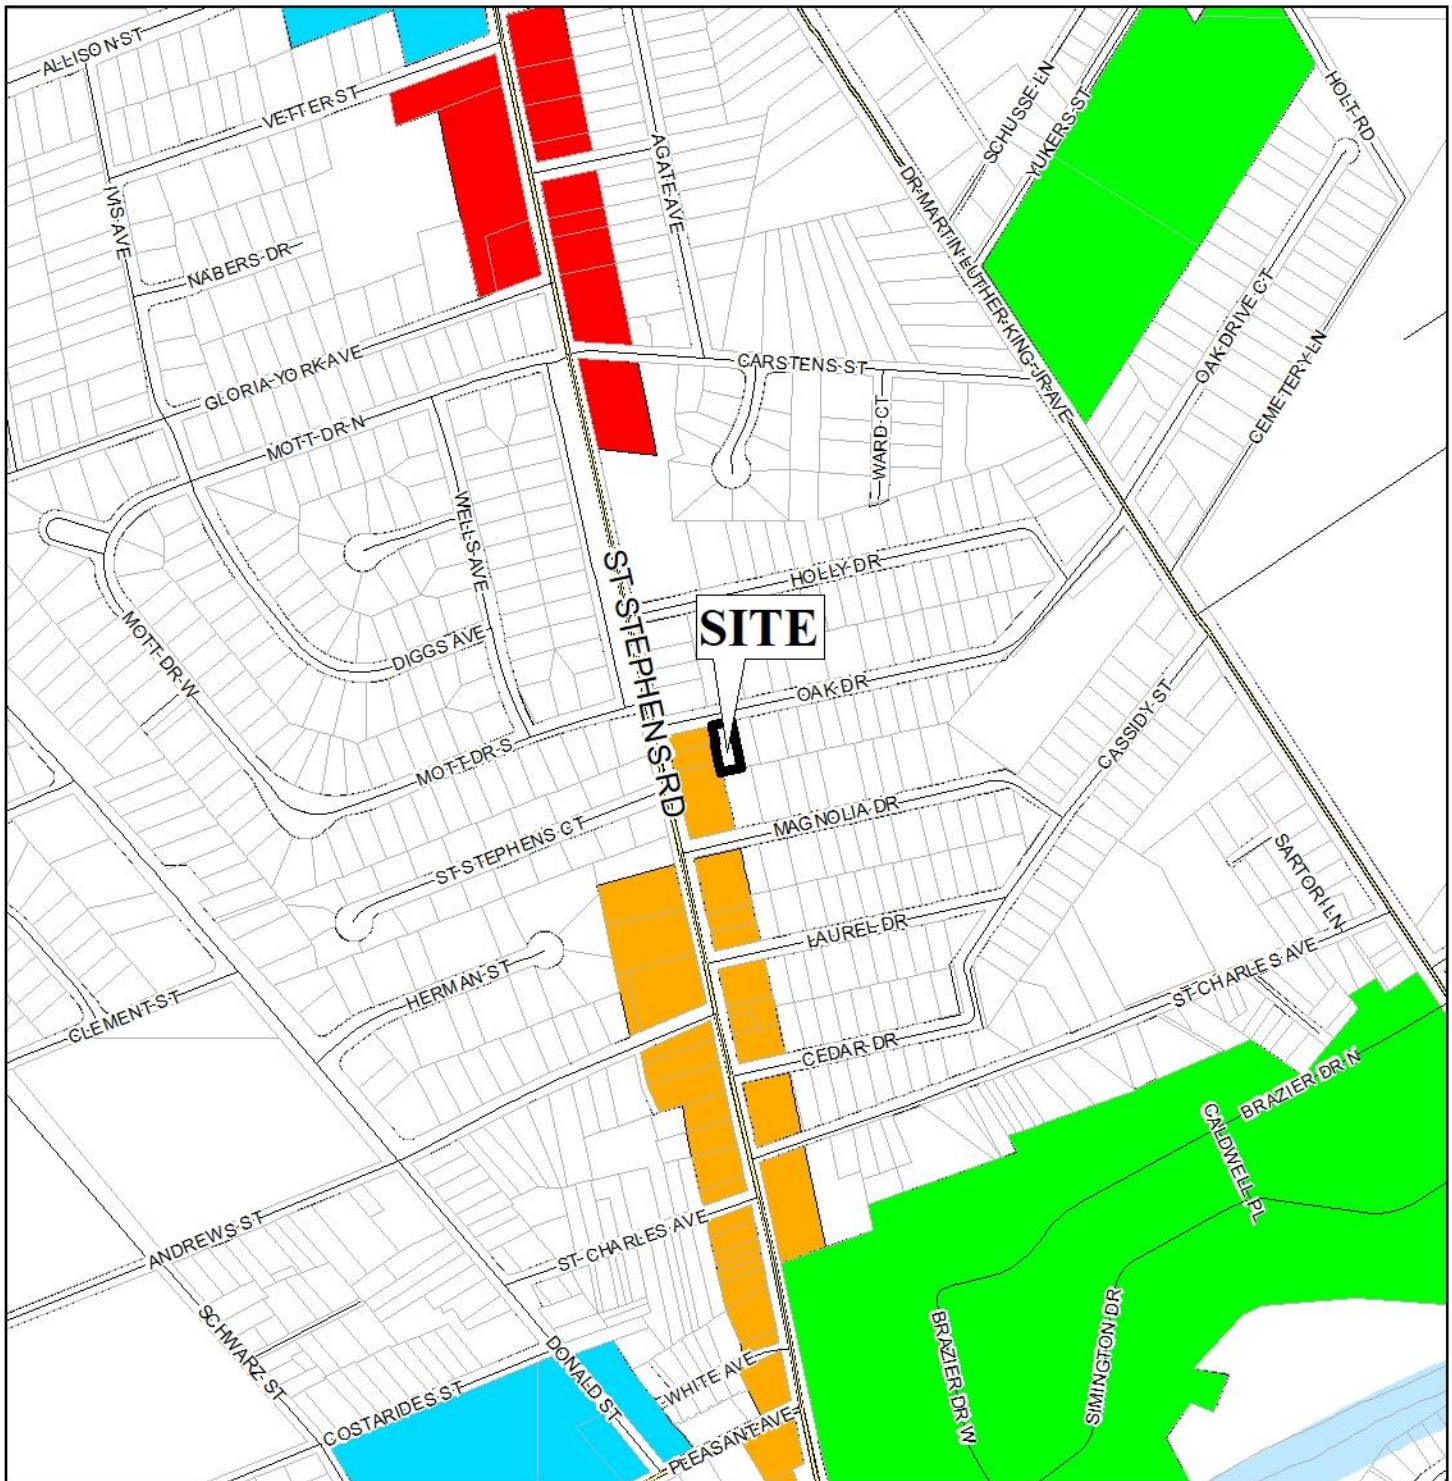 ALLISON ST
VETTER ST
AGATE AVE
SCHUSSE LN
YUKERS ST
HOLT RD
IVIS AVE
NABERS DR
DR MARTIN LUTHER KING JR AVE
OAK DRIVE CT
CEMETERY LN
GLORIA YORK AVE
CARSTENS ST
MOTT DR N
WARD CT
WELLS AVE
ST STEPHENS RD
HOLLY DR
SITE
MOTT DR W
DIGGS AVE
OAK DR
CASSIDY ST
MOTT DR S
MAGNOLIA DR
ST STEPHENS CT
SARTORI LN
LAUREL DR
HERMAN ST
ST CHARLES AVE
CLEMENT ST
CEDAR DR
BRAZIER DR N
CALDWELL PL
ANDREWS ST
ST CHARLES AVE
SCHWARZ ST
BRAZIER DR W
SIMINGTON DR
DONALD ST
WHITE AVE
COSTARIDES ST
PLEASANT AVE